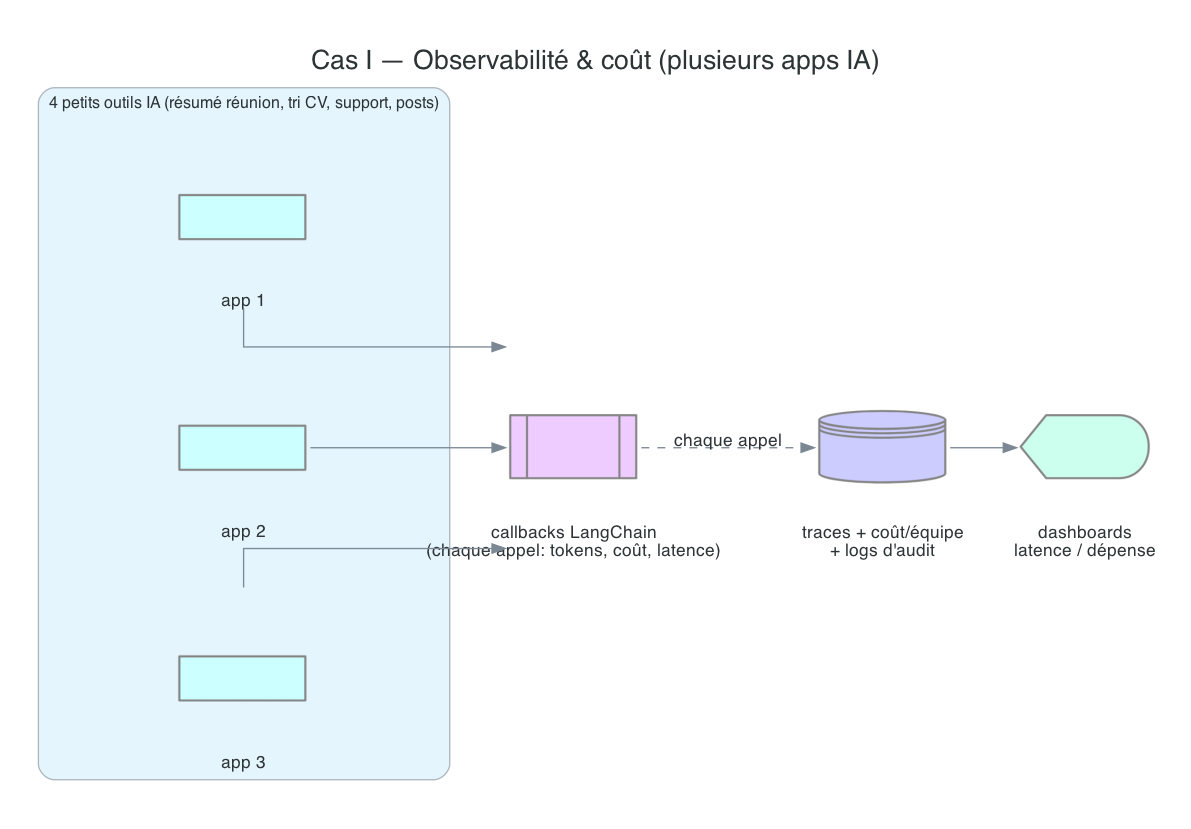 Cas I — Observabilité & coût (plusieurs apps IA)
4 petits outils IA (résumé réunion, tri CV, support, posts)
app 1
chaque appel
app 2
callbacks LangChain
(chaque appel: tokens, coût, latence)
traces + coût/équipe
+ logs d'audit
dashboards
latence / dépense
app 3